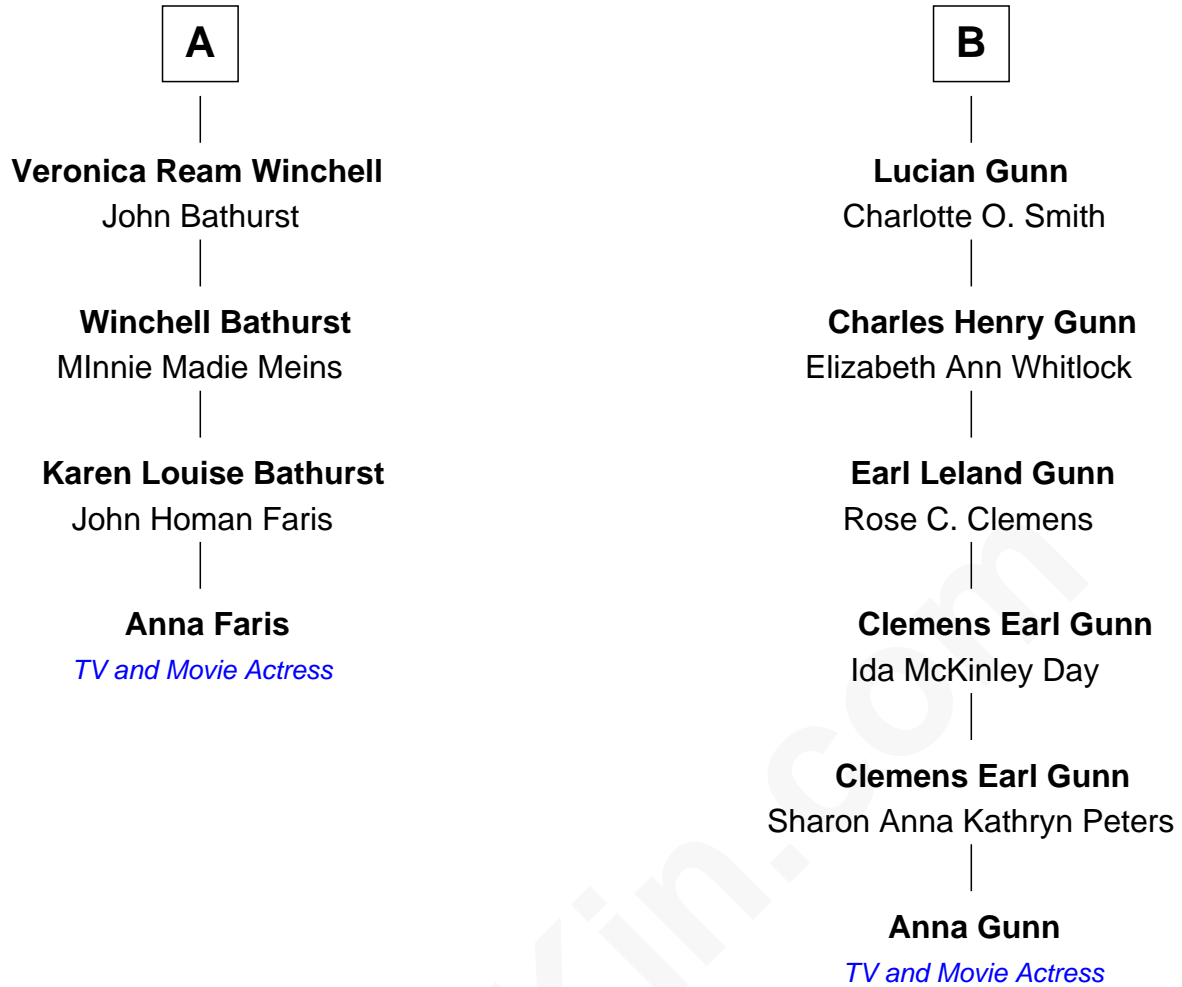 A
Veronica Ream Winchell
John Bathurst
Winchell Bathurst
MInnie Madie Meins
Karen Louise Bathurst
John Homan Faris
Anna Faris
TV and Movie Actress
B
Lucian Gunn
Charlotte O. Smith
Charles Henry Gunn
Elizabeth Ann Whitlock
Earl Leland Gunn
Rose C. Clemens
Clemens Earl Gunn
Ida McKinley Day
Clemens Earl Gunn
Sharon Anna Kathryn Peters
Anna Gunn
TV and Movie Actress